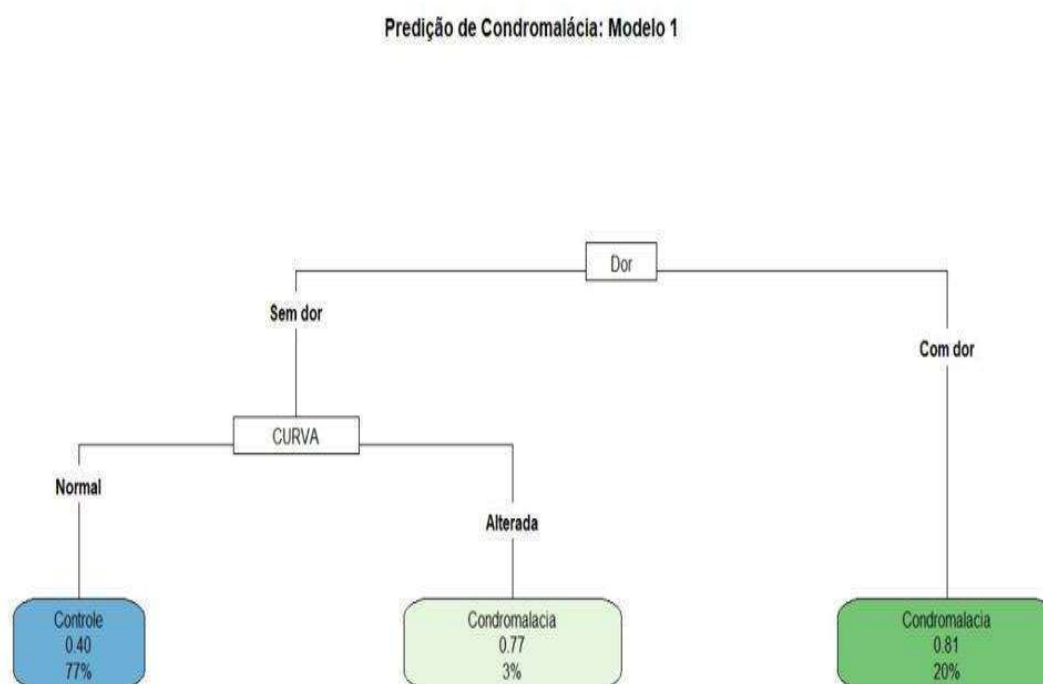 Predição de Condromalácia: Modelo 1
Dor
Sem dor
Com dor
CURVA
Normal
Alterada
Controle
0.40
77%
Condromalacia
0.77
3%
Condromalacia
0.81
20%